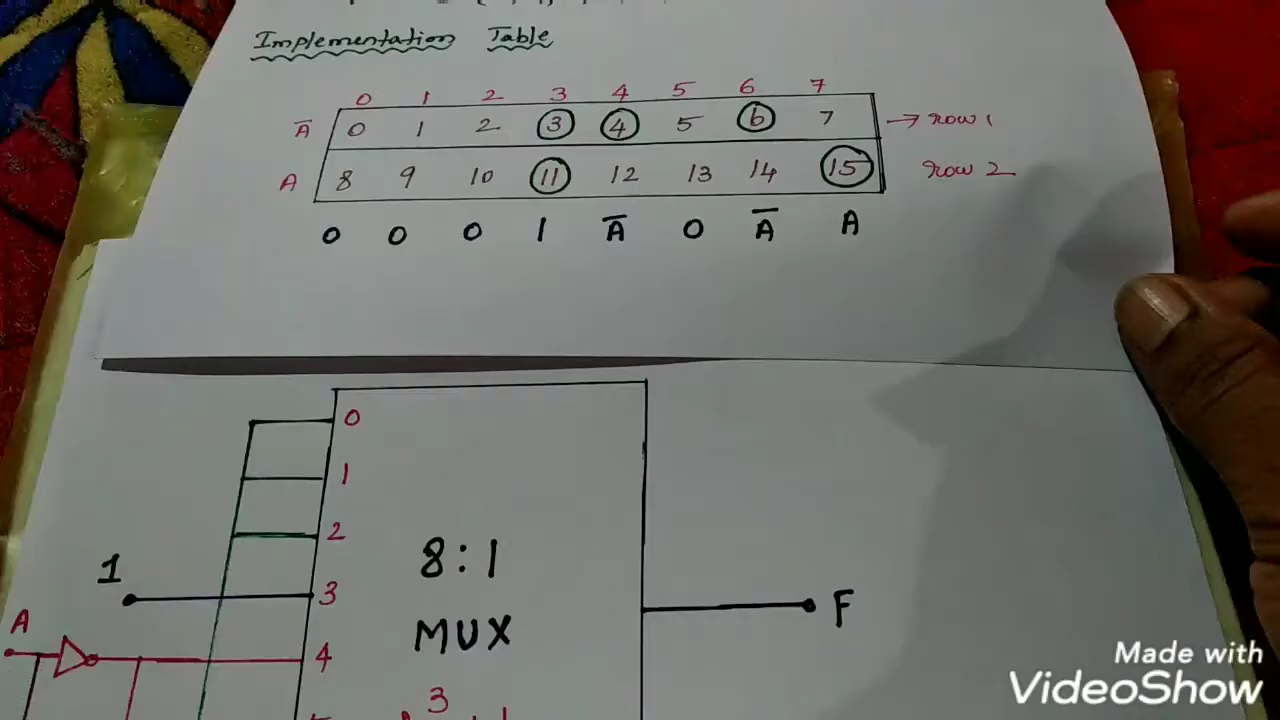 Implementation Table
0 1 2 3 4 5 6 7
Ā 0 1 2 3 4 5 6 7 → row 1
A 8 9 10 11 12 13 14 15 row 2
0 0 0 1 Ā 0 Ā A
0
1
2
1 3
8:1
A 4
MUX
F
3
Made with
VideoShow